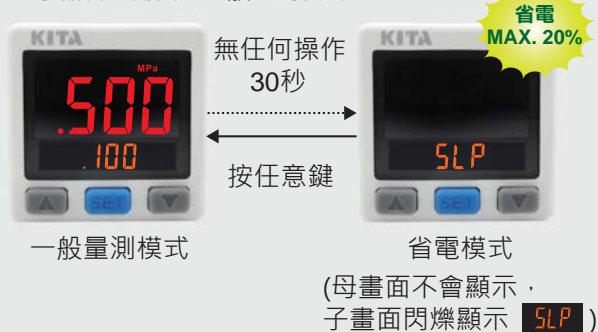 省電
MAX. 20%
KITA
MPa
.500
.100
SET
無任何操作
30秒
按任意鍵
KITA
SLP
SET
一般量測模式
省電模式
(母畫面不會顯示，
子畫面閃爍顯示 SLP )